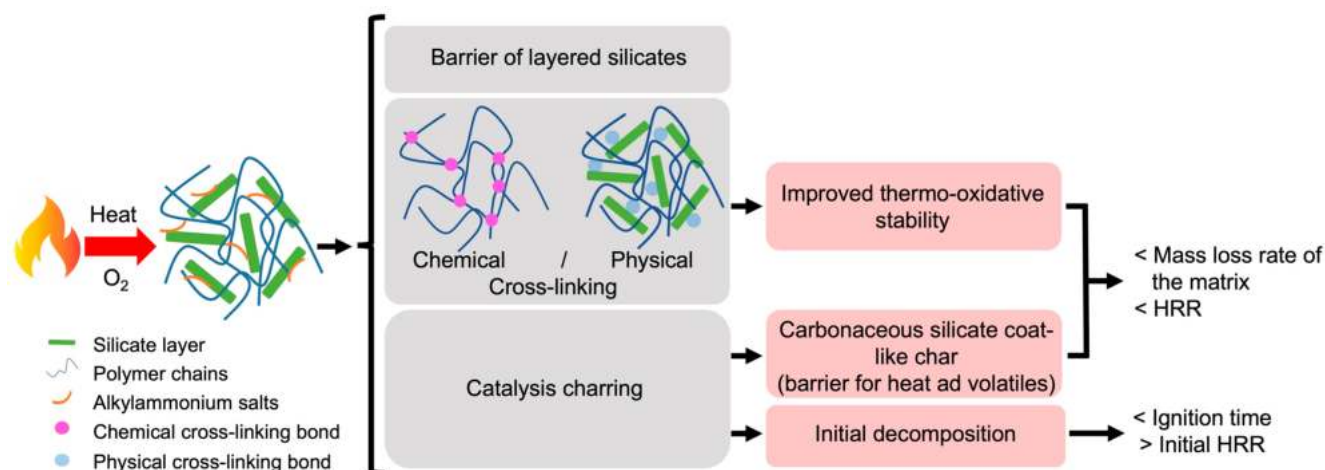 Heat
O2
Silicate layer
Polymer chains
Alkylammonium salts
Chemical cross-linking bond
Physical cross-linking bond
Barrier of layered silicates
Chemical / Physical
Cross-linking
Catalysis charring
Improved thermo-oxidative
stability
Carbonaceous silicate coat-
like char
(barrier for heat ad volatiles)
Initial decomposition
< Mass loss rate of
the matrix
< HRR
< Ignition time
> Initial HRR